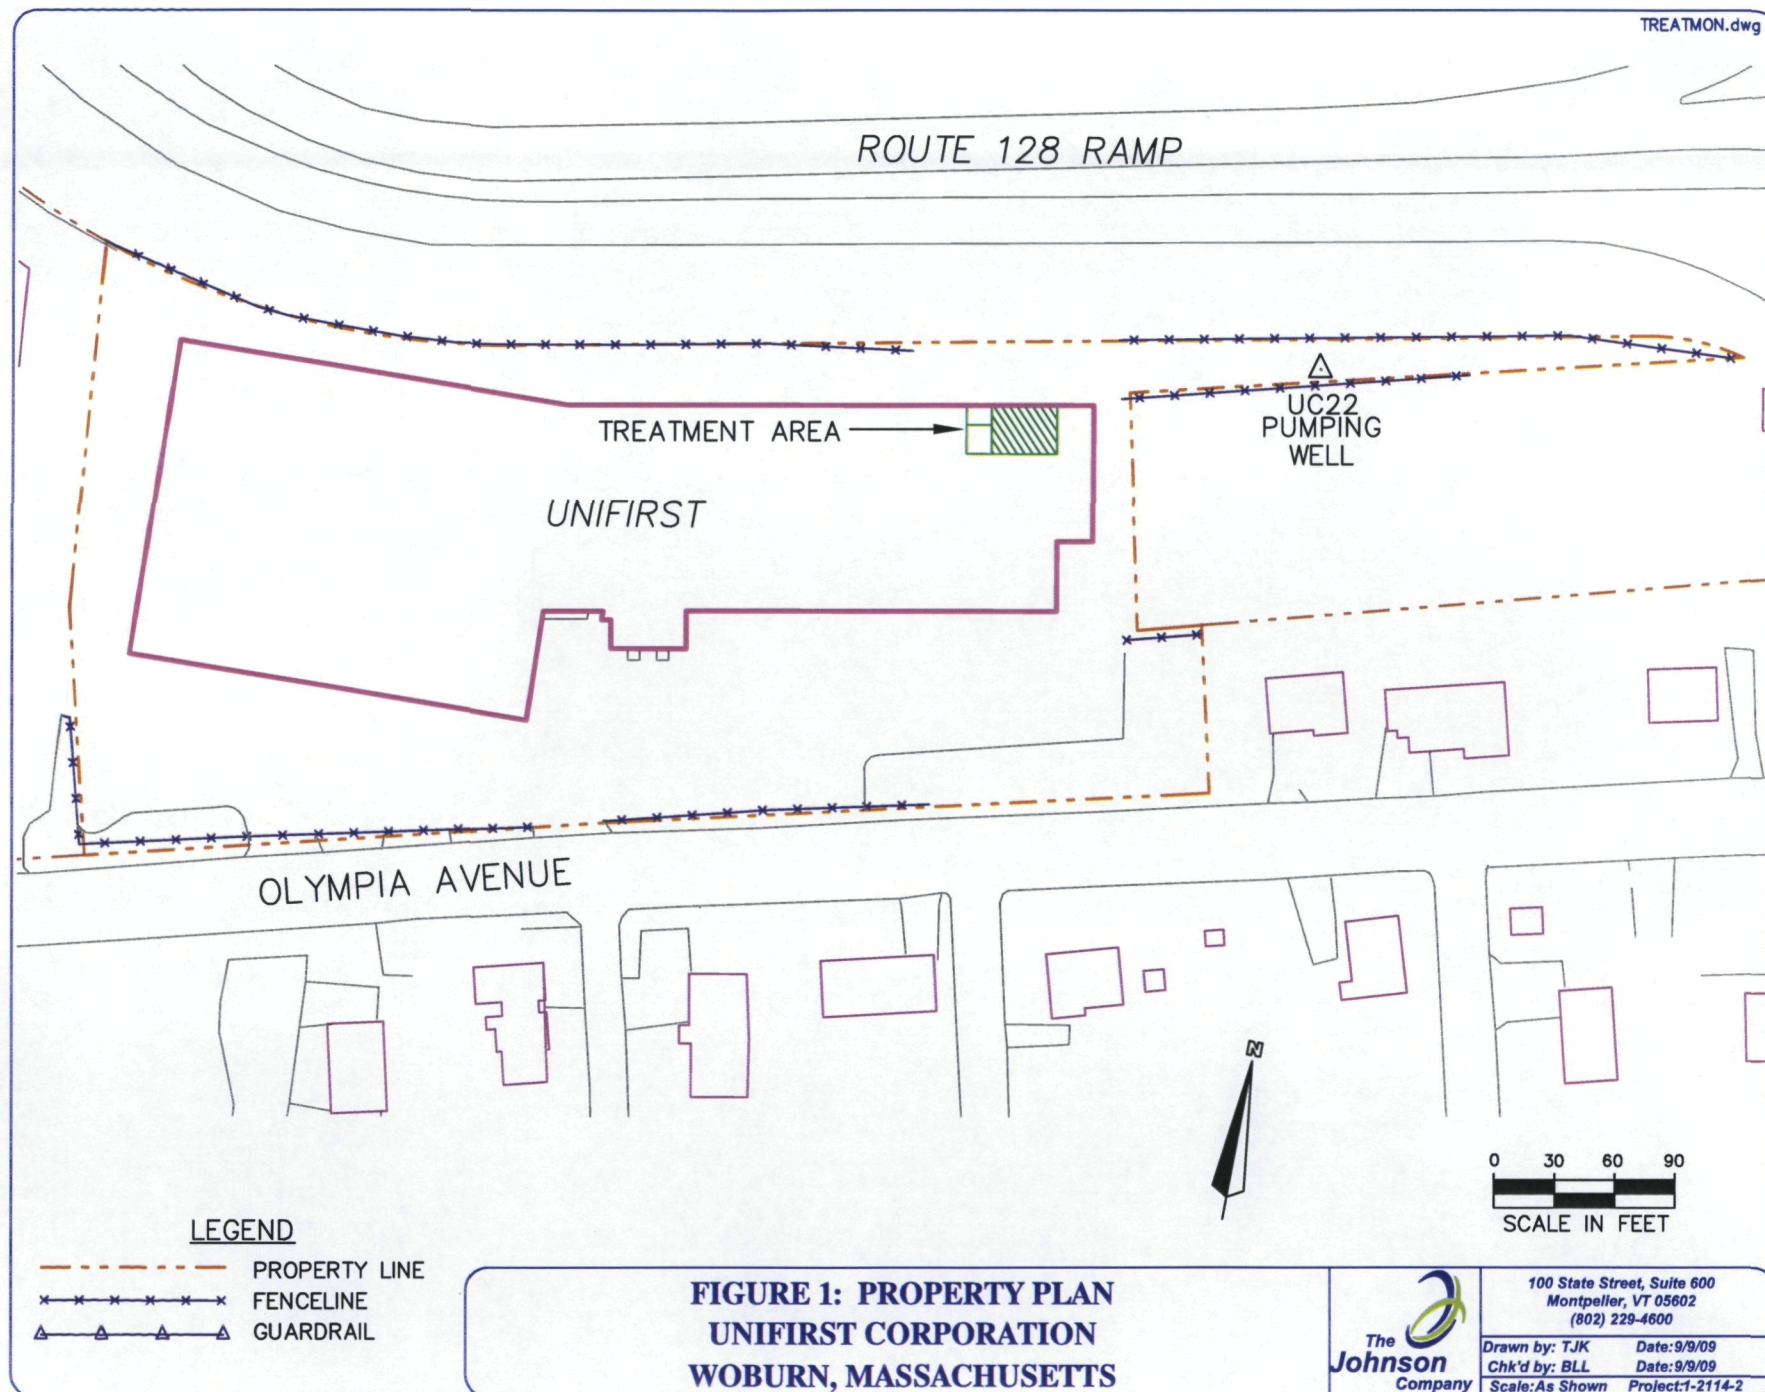 TREATMON.dwg
ROUTE 128 RAMP
TREATMENT AREA
UC22
PUMPING
WELL
UNIFIRST
OLYMPIA AVENUE
N
0 30 60 90
SCALE IN FEET
LEGEND
PROPERTY LINE
FENCELINE
GUARDRAIL
FIGURE 1: PROPERTY PLAN
UNIFIRST CORPORATION
WOBURN, MASSACHUSETTS
The
Johnson
Company
100 State Street, Suite 600
Montpelier, VT 05602
(802) 229-4600
Drawn by: TJK Date:9/9/09
Chk'd by: BLL Date:9/9/09
Scale:As Shown Project:1-2114-2